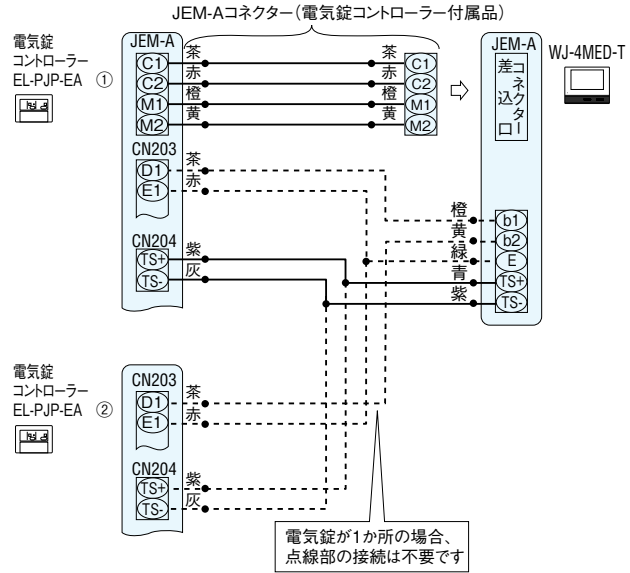 JEM-Aコネクター（電気錠コントローラー付属品）
電気錠
コントローラー
EL-PJP-EA ①
JEM-A
C1 茶 茶 C1
C2 赤 赤 C2
M1 橙 橙 M1
M2 黄 黄 M2
CN203
D1 茶
E1 赤
CN204
TS+ 紫
TS- 灰
JEM-A
コネクター
差込口
橙 b1
黄 b2
緑 E
青 TS+
紫 TS-
WJ-4MED-T
電気錠
コントローラー
EL-PJP-EA ②
CN203
D1 茶
E1 赤
CN204
TS+ 紫
TS- 灰
電気錠が1か所の場合、
点線部の接続は不要です